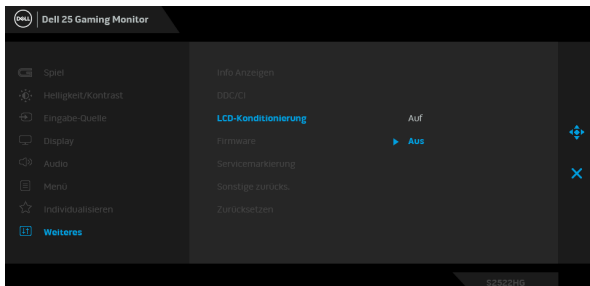 DELL Dell 25 Gaming Monitor
Spiel
Helligkeit/Kontrast
Eingabe-Quelle
Display
Audio
Menü
Individualisieren
Weiteres
Info Anzeigen
DDC/CI
LCD-Konditionierung Auf
Firmware Aus
Servicemarkierung
Sonstige zurücks.
Zurücksetzen
S2522HG